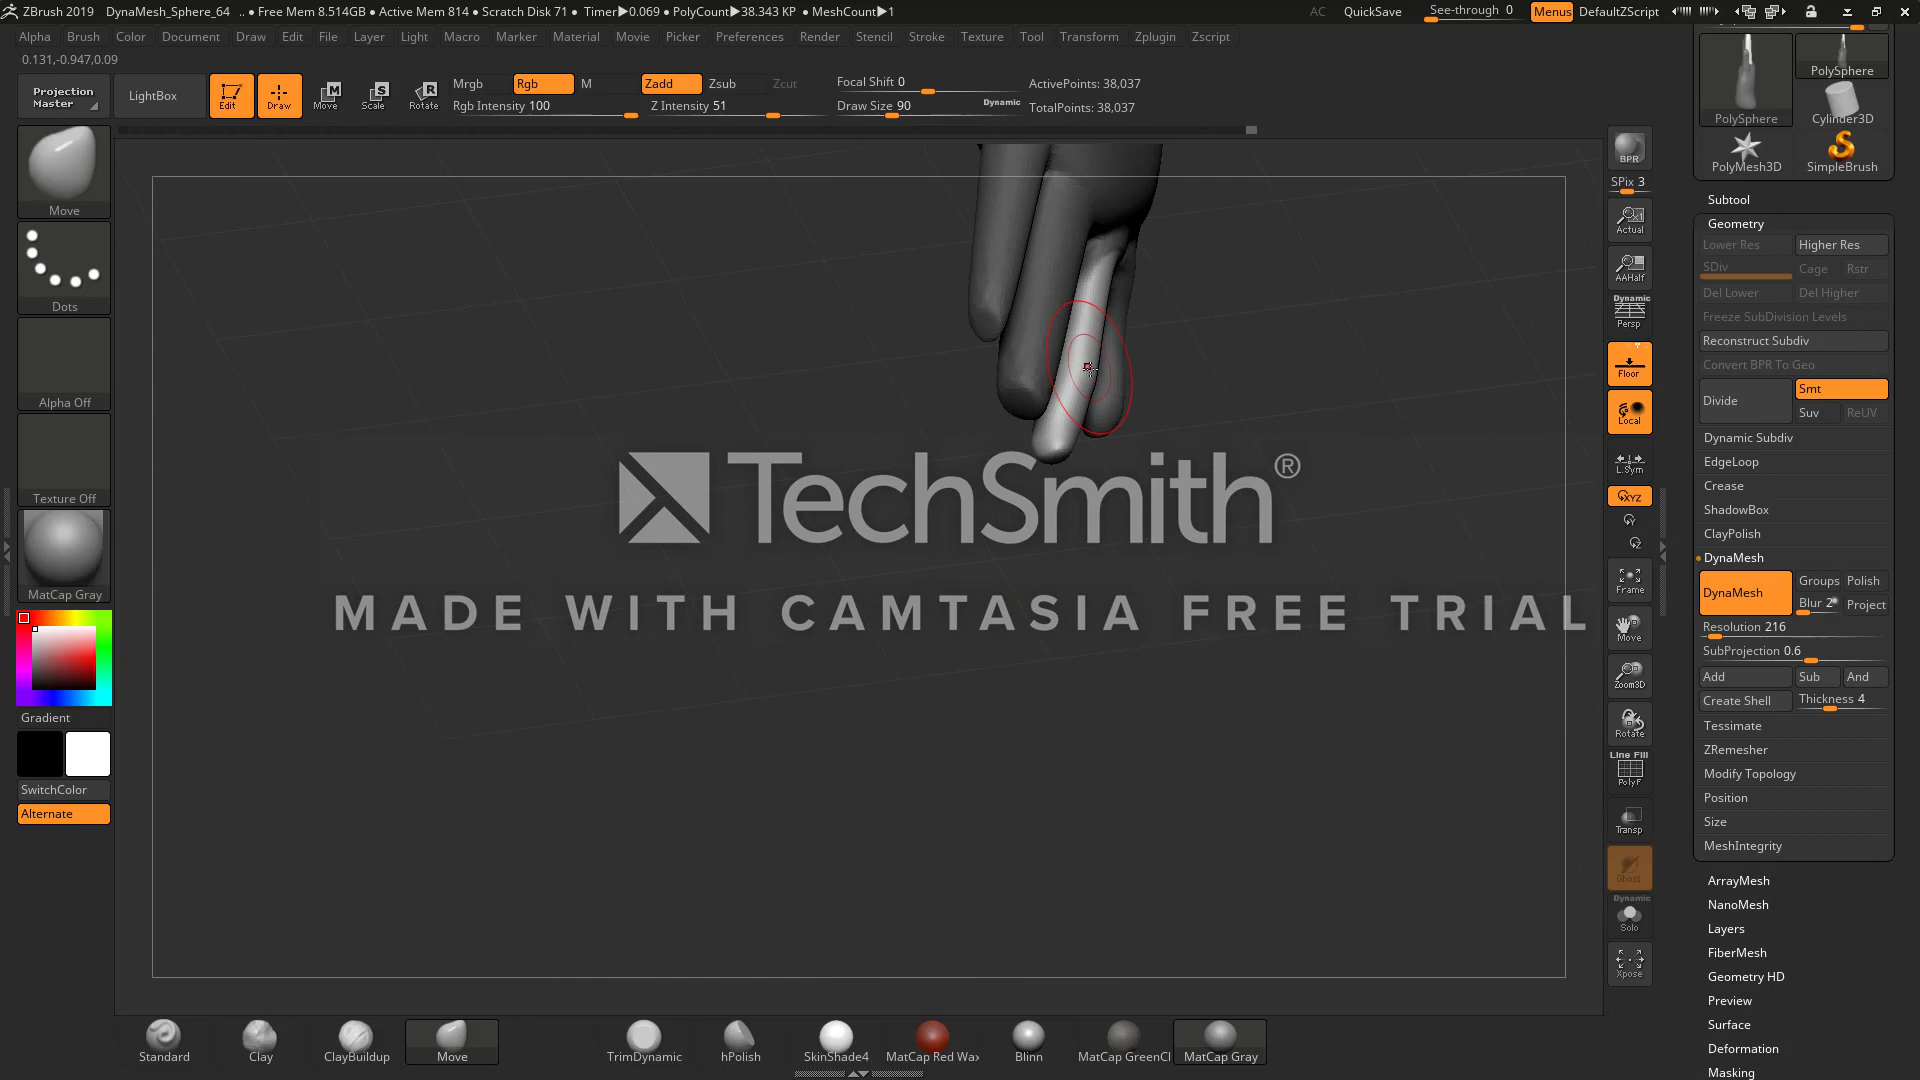 ZBrush 2019 DynaMesh_Sphere_64 .. ● Free Mem 8.514GB ● Active Mem 814 ● Scratch Disk 71 ● Timer▶0.069 ● PolyCount▶38.343 KP ● MeshCount▶1 AC QuickSave See-through 0 Menus DefaultZScript
Alpha Brush Color Document Draw Edit File Layer Light Macro Marker Material Movie Picker Preferences Render Stencil Stroke Texture Tool Transform Zplugin Zscript
0.131,-0.947,0.09
Projection Master
LightBox
Edit
Draw
Move
Scale
Rotate
Mrgb Rgb M
Rgb Intensity 100
Zadd Zsub Zcut
Z Intensity 51
Focal Shift 0
Draw Size 90
Dynamic
ActivePoints: 38,037
TotalPoints: 38,037
Move
Dots
Alpha Off
Texture Off
MatCap Gray
Gradient
SwitchColor
Alternate
TechSmith®
MADE WITH CAMTASIA FREE TRIAL
BPR
SPix 3
Actual
AAHalf
Dynamic
Persp
Floor
Local
L.Sym
XYZ
Y
Z
Frame
Move
Zoom3D
Rotate
Line Fill
PolyF
Transp
Ghost
Dynamic
Solo
Xpose
PolySphere
PolySphere
Cylinder3D
PolyMesh3D
SimpleBrush
Subtool
Geometry
Lower Res Higher Res
SDiv Cage Rstr
Del Lower Del Higher
Freeze SubDivision Levels
Reconstruct Subdiv
Convert BPR To Geo
Divide Smt
Suv ReUV
Dynamic Subdiv
EdgeLoop
Crease
ShadowBox
ClayPolish
DynaMesh
DynaMesh Groups Polish
Blur 2 Project
Resolution 216
SubProjection 0.6
Add Sub And
Create Shell Thickness 4
Tessimate
ZRemesher
Modify Topology
Position
Size
MeshIntegrity
ArrayMesh
NanoMesh
Layers
FiberMesh
Geometry HD
Preview
Surface
Deformation
Masking
Standard Clay ClayBuildup Move TrimDynamic hPolish SkinShade4 MatCap Red Wax Blinn MatCap GreenCl MatCap Gray